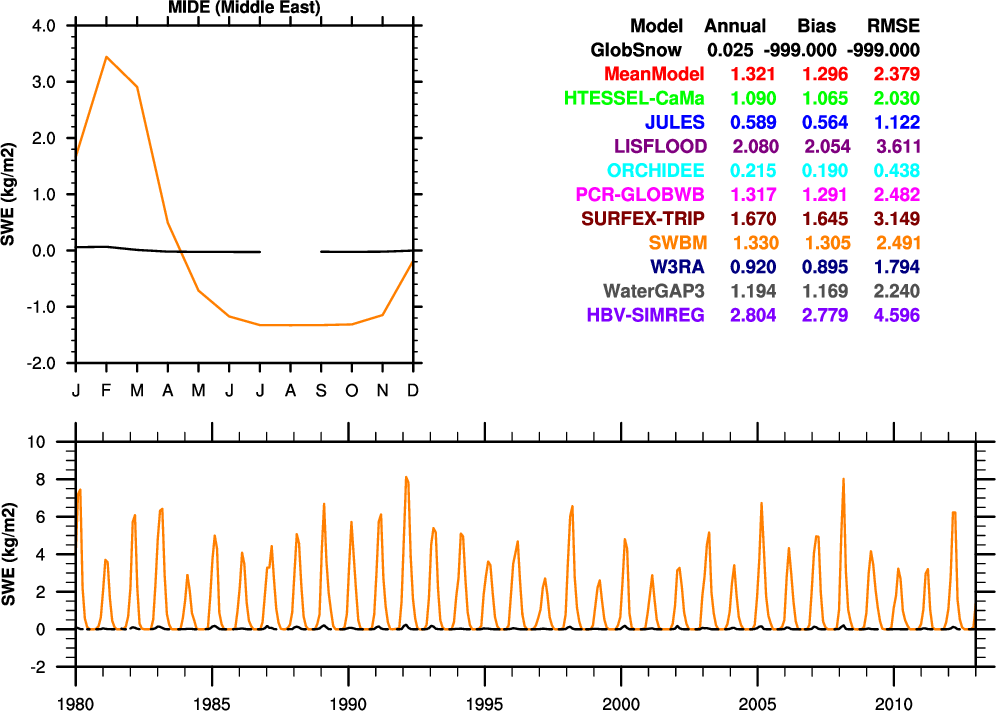 MIDE (Middle East)
4.0
3.0
2.0
1.0
0.0
-1.0
-2.0
SWE (kg/m2)
J F M A M J J A S O N D
Model Annual Bias RMSE
GlobSnow 0.025 -999.000 -999.000
MeanModel 1.321 1.296 2.379
HTESSEL-CaMa 1.090 1.065 2.030
JULES 0.589 0.564 1.122
LISFLOOD 2.080 2.054 3.611
ORCHIDEE 0.215 0.190 0.438
PCR-GLOBWB 1.317 1.291 2.482
SURFEX-TRIP 1.670 1.645 3.149
SWBM 1.330 1.305 2.491
W3RA 0.920 0.895 1.794
WaterGAP3 1.194 1.169 2.240
HBV-SIMREG 2.804 2.779 4.596
10
8
6
4
2
0
-2
SWE (kg/m2)
1980 1985 1990 1995 2000 2005 2010